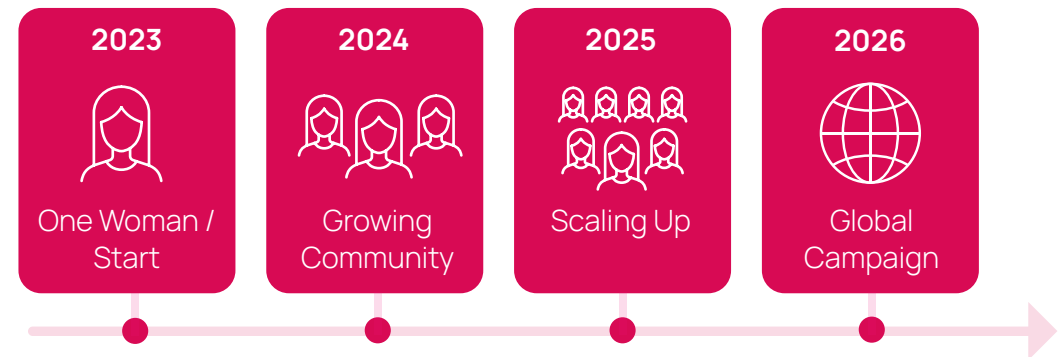 2023
One Woman /
Start
2024
Growing
Community
2025
Scaling Up
2026
Global
Campaign